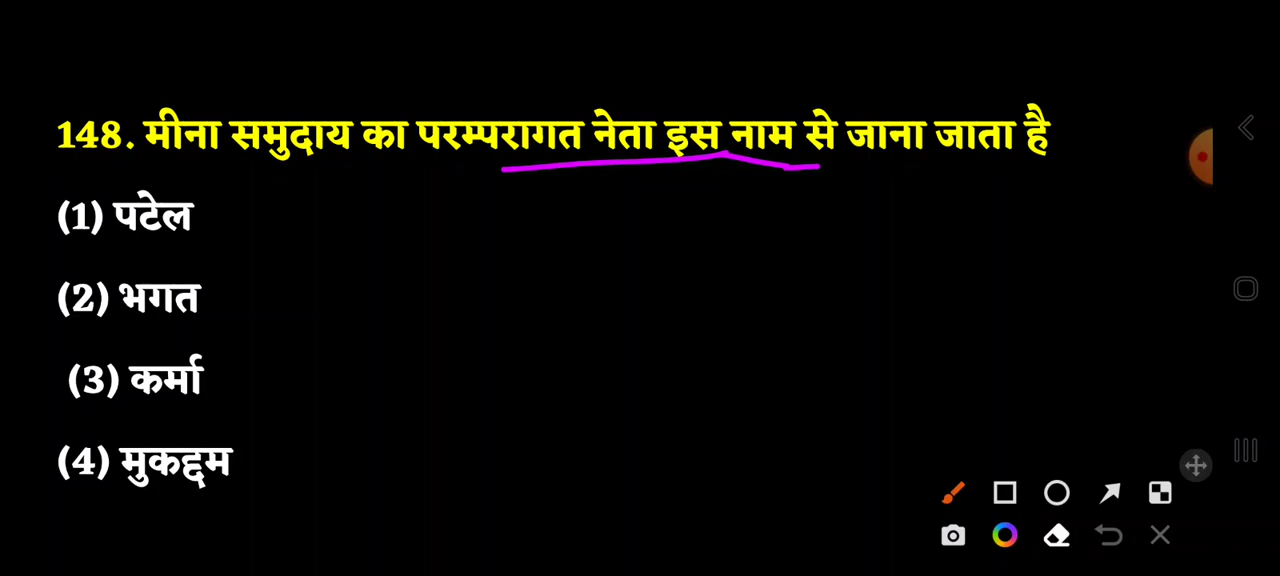 148. मीना समुदाय का परम्परागत नेता इस नाम से जाना जाता है
(1) पटेल
(2) भगत
(3) कर्मा
(4) मुकद्दम